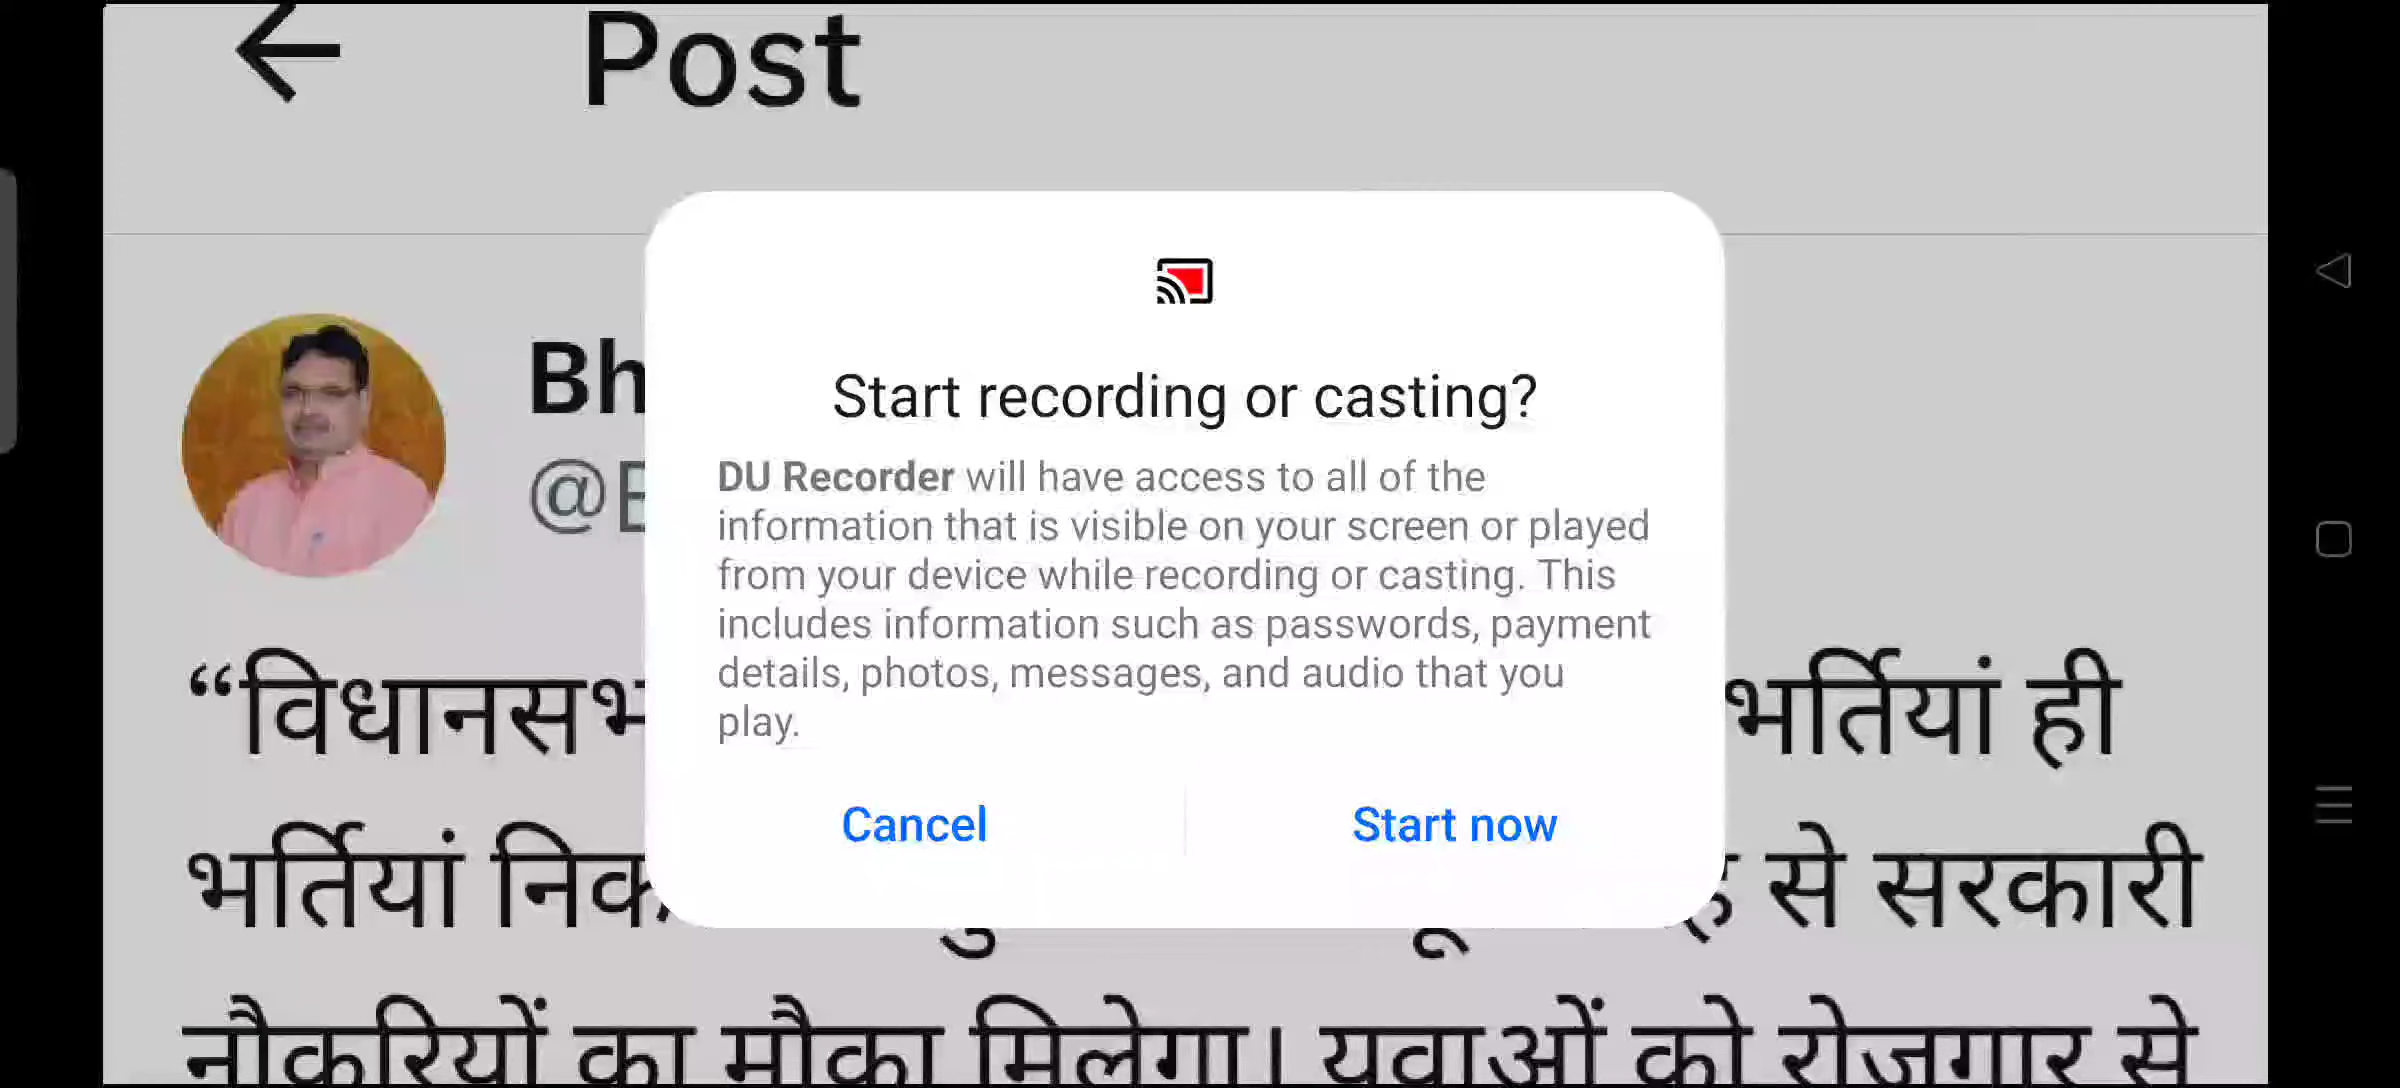 Post
Bh
@B
Start recording or casting?
DU Recorder will have access to all of the
information that is visible on your screen or played
from your device while recording or casting. This
includes information such as passwords, payment
details, photos, messages, and audio that you
play.
Cancel
Start now
भर्तियां ही
भर्तियां से सरकारी
नौकरियों का मौका मिलेगा। युवाओं को रोजगार से